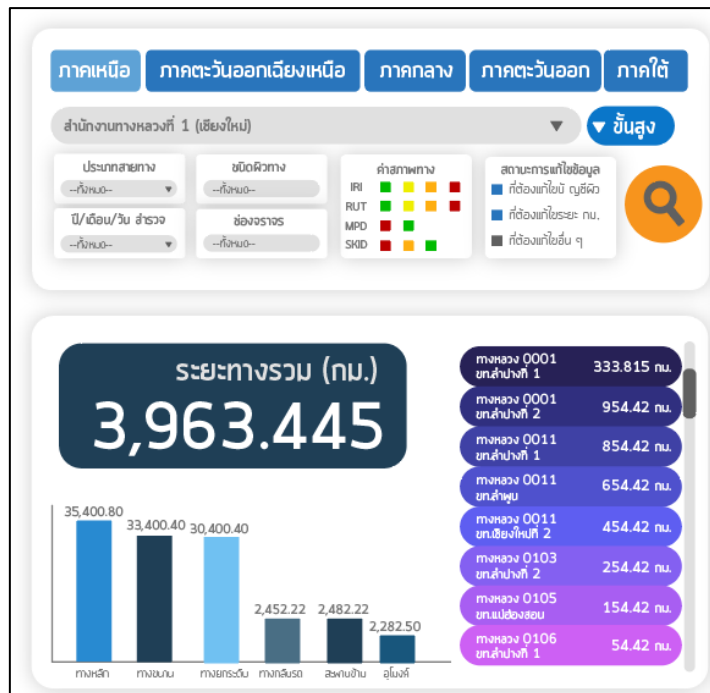 ภาคเหนือ ภาคตะวันออกเฉียงเหนือ ภาคกลาง ภาคตะวันออก ภาคใต้
สำนักงานทางหลวงที่ 1 (เชียงใหม่) ขั้นสูง
ประเภทสายทาง
--ทั้งหมด--
ชนิดผิวทาง
--ทั้งหมด--
ปี/เดือน/วัน สำรวจ
--ทั้งหมด--
ช่องจราจร
--ทั้งหมด--
ค่าสภาพทาง
IRI
RUT
MPD
SKID
สถานะการแก้ไขข้อมูล
ที่ต้องแก้ไขบั ญชีผิว
ที่ต้องแก้ไขระยะ กม.
ที่ต้องแก้ไขอื่น ๆ
ระยะทางรวม (กม.)
3,963.445
35,400.80
33,400.40
30,400.40
2,452.22
2,482.22
2,282.50
ทางหลัก ทางขนาน ทางยกระดับ ทางกลับรถ สะพานข้าม อุโมงค์
ทางหลวง 0001
ขท.ลำปางที่ 1
333.815 กม.
ทางหลวง 0001
ขท.ลำปางที่ 2
954.42 กม.
ทางหลวง 0011
ขท.ลำปางที่ 1
854.42 กม.
ทางหลวง 0011
ขท.ลำพูน
654.42 กม.
ทางหลวง 0011
ขท.เชียงใหม่ที่ 2
454.42 กม.
ทางหลวง 0103
ขท.ลำปางที่ 2
254.42 กม.
ทางหลวง 0105
ขท.แม่ฮ่องสอน
154.42 กม.
ทางหลวง 0106
ขท.ลำปางที่ 1
54.42 กม.